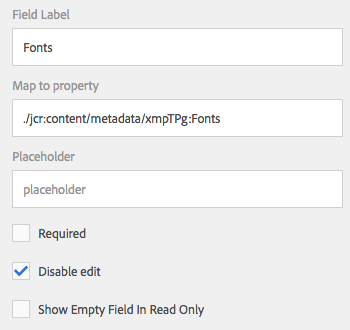 Field Label
Fonts
Map to property
./jcr:content/metadata/xmpTPg:Fonts
Placeholder
placeholder
Required
Disable edit
Show Empty Field In Read Only